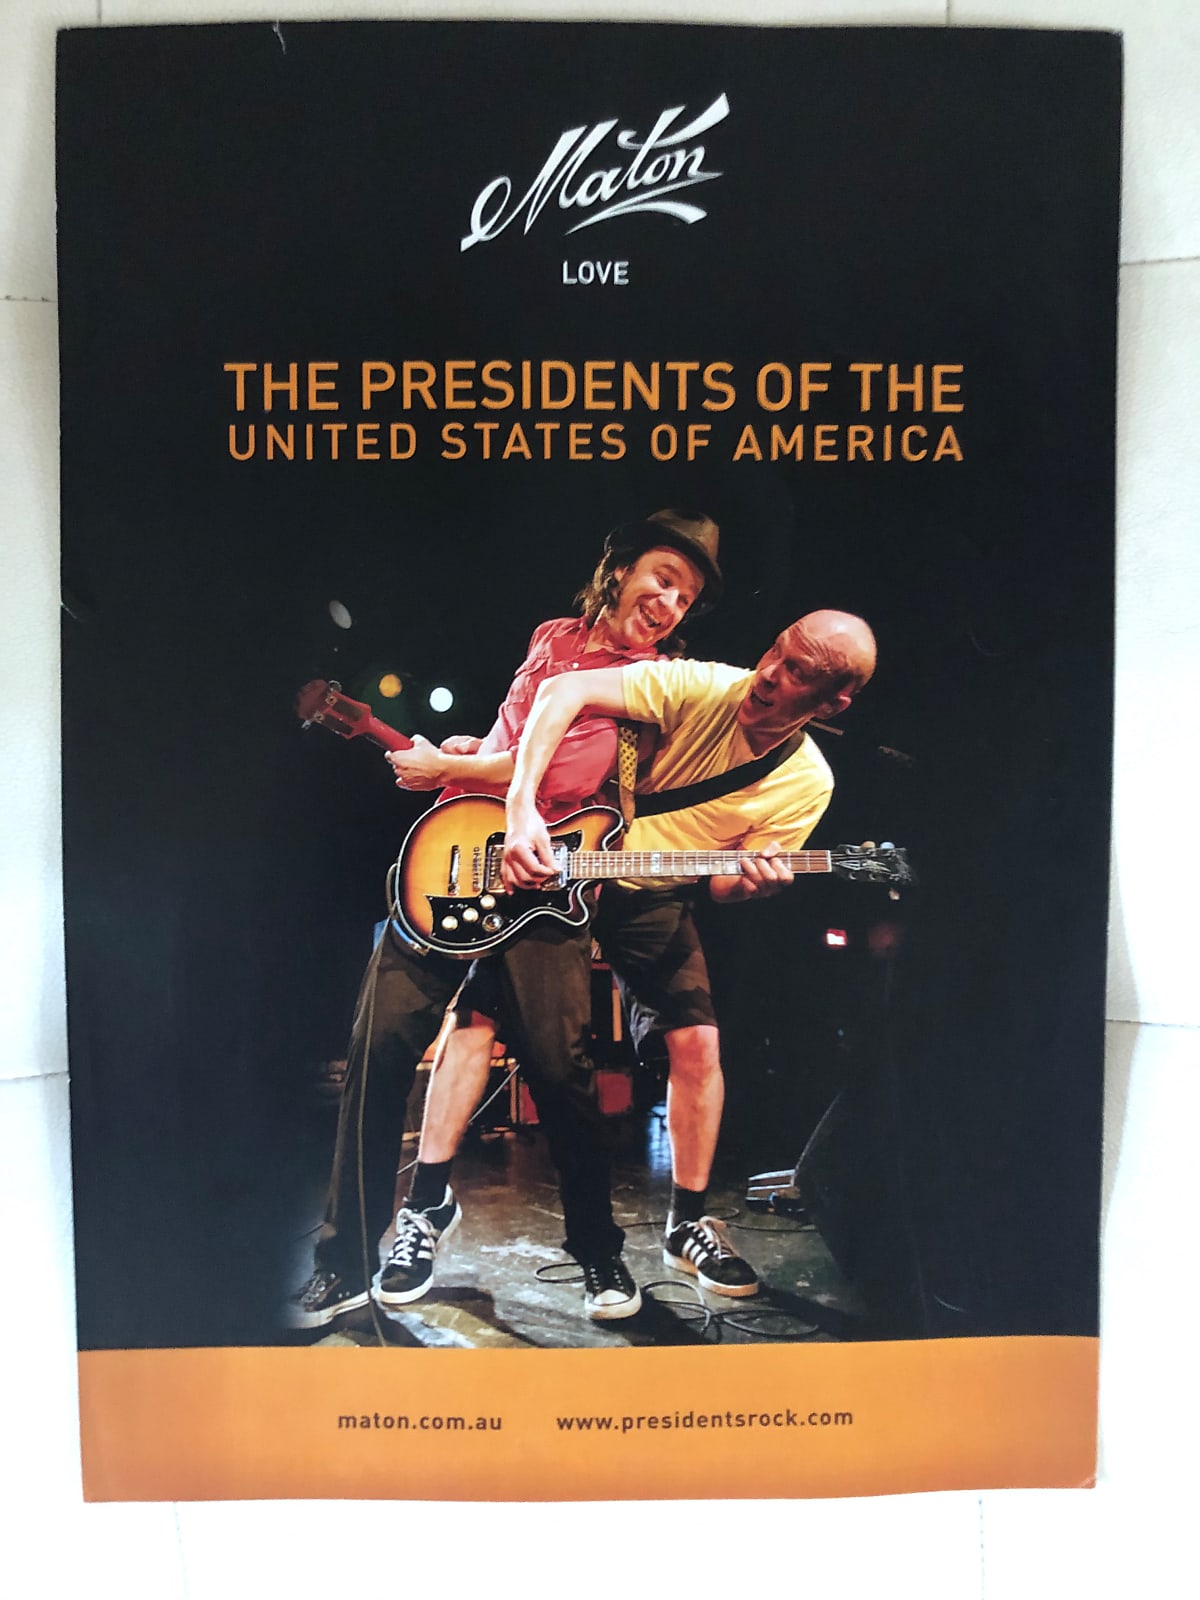 Maton
LOVE
THE PRESIDENTS OF THE
UNITED STATES OF AMERICA
maton.com.au www.presidentsrock.com